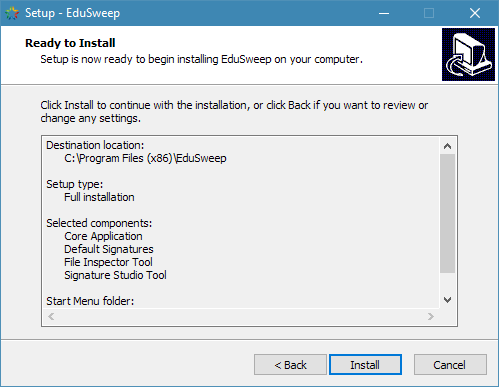 Setup - EduSweep
Ready to Install
Setup is now ready to begin installing EduSweep on your computer.
Click Install to continue with the installation, or click Back if you want to review or
change any settings.
Destination location:
C:\Program Files (x86)\EduSweep
Setup type:
Full installation
Selected components:
Core Application
Default Signatures
File Inspector Tool
Signature Studio Tool
Start Menu folder:
< Back
Install
Cancel